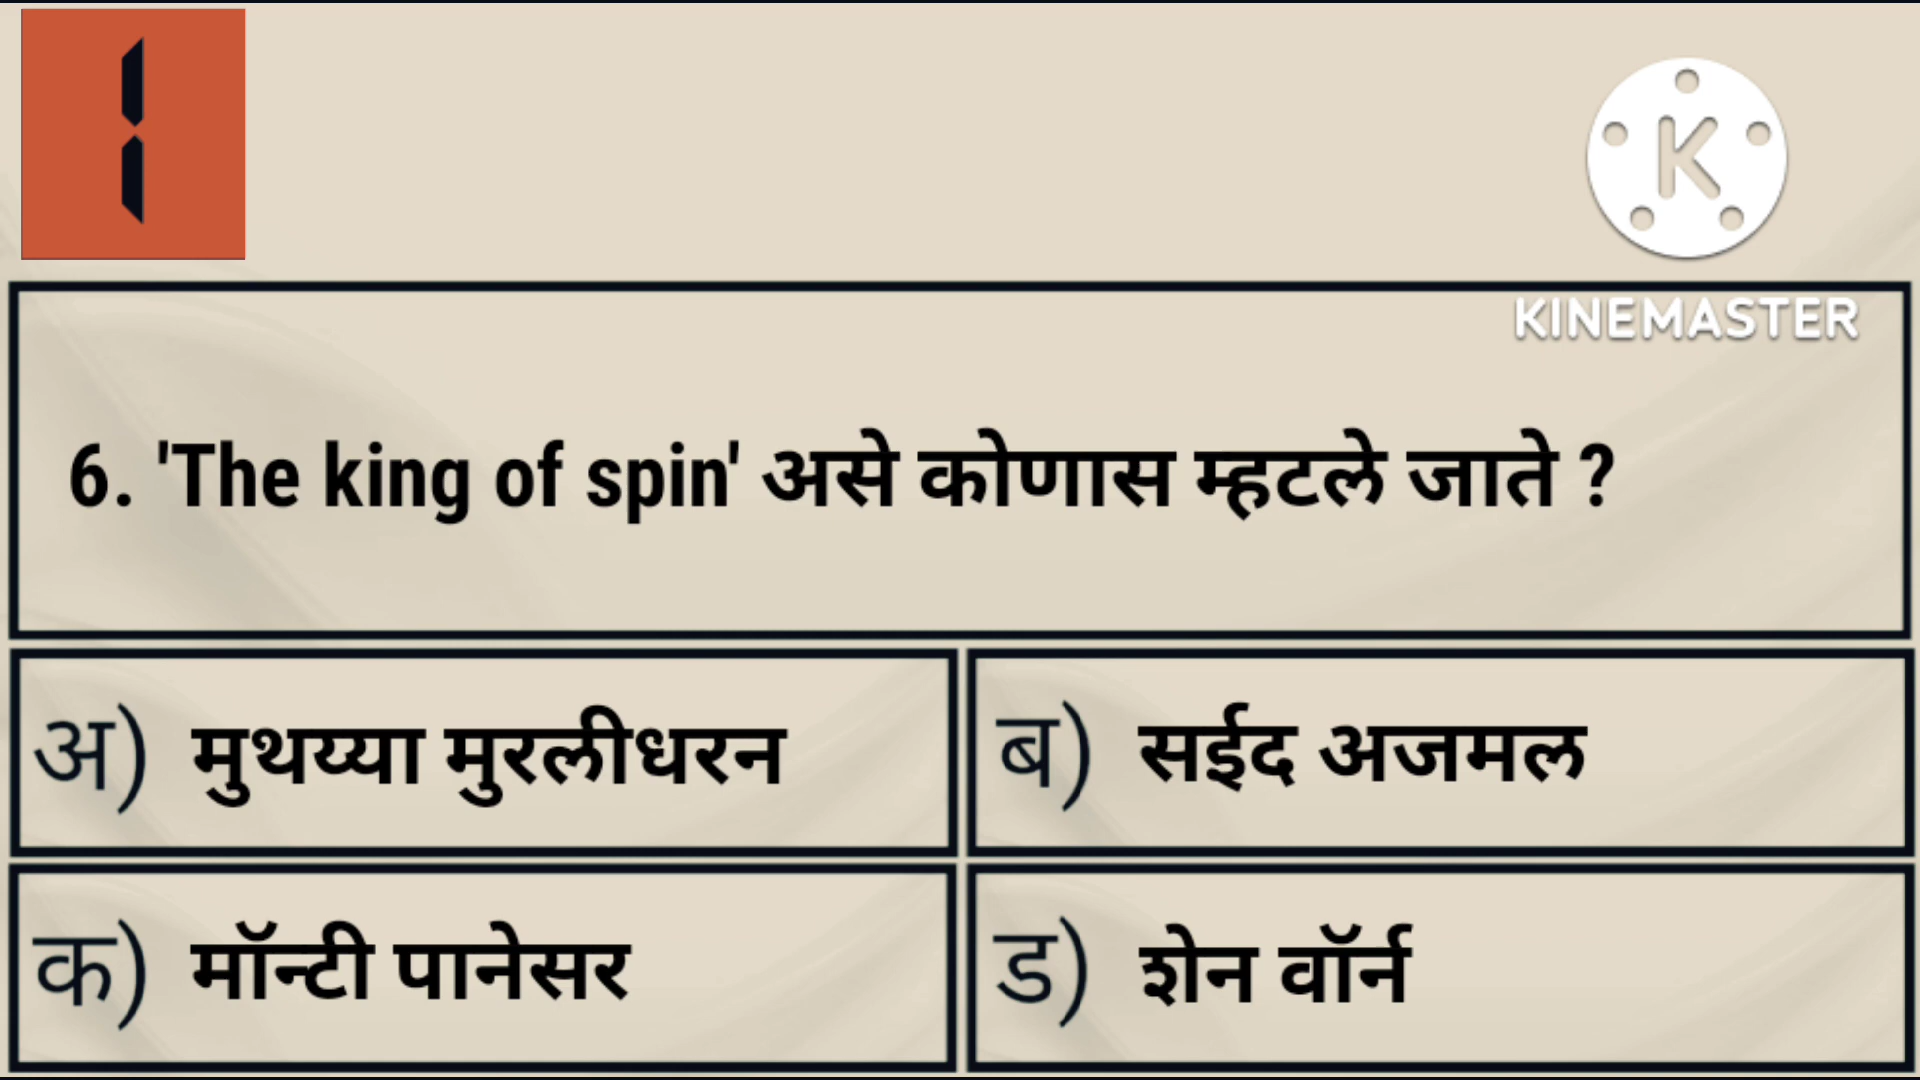 1
K
KINEMASTER
6. 'The king of spin' असे कोणास म्हटले जाते ?
अ) मुथय्या मुरलीधरन
ब) सईद अजमल
क) मॉन्टी पानेसर
ड) शेन वॉर्न